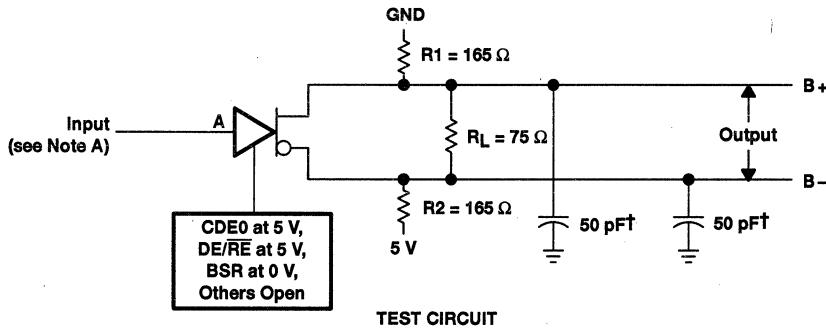 GND
R1 = 165 Ω
B+
A
Input
(see Note A)
RL = 75 Ω
Output
B−
R2 = 165 Ω
50 pF†
50 pF†
5 V
CDE0 at 5 V,
DE/R̅E̅ at 5 V,
BSR at 0 V,
Others Open
TEST CIRCUIT